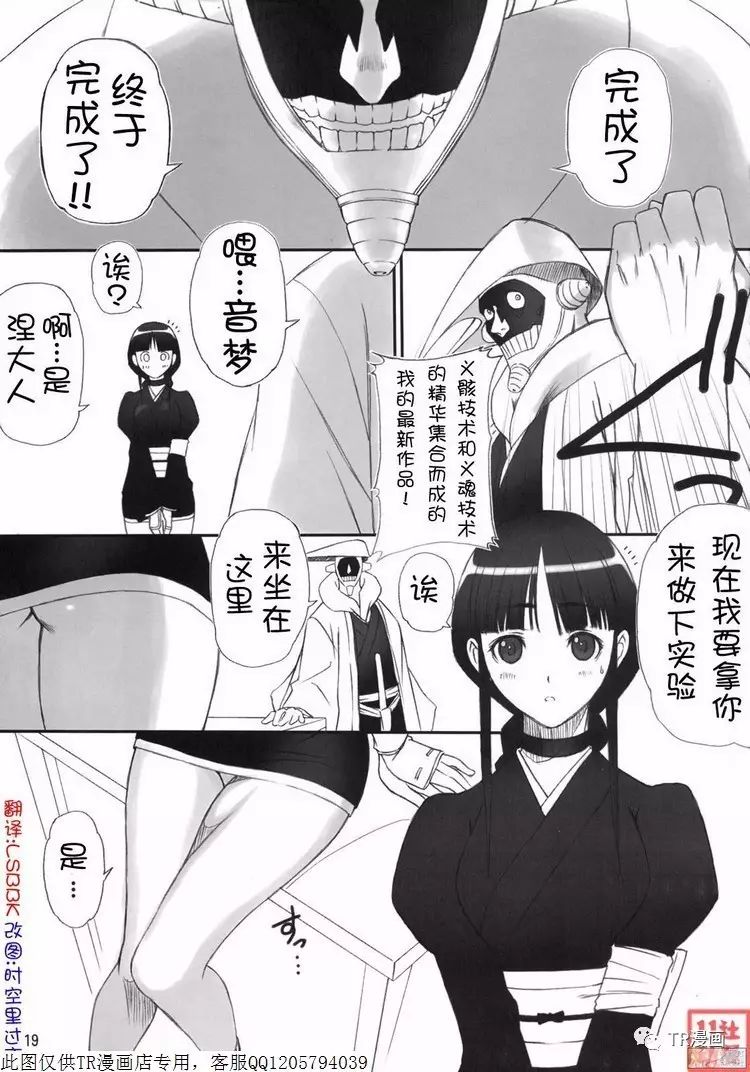 完成了
终于
完成了!!
义骸技术和义魂技术
的精华集合而成的
我的最新作品！
喂…音梦
诶?
啊…是
涅大人
现在我要拿你
来做下实验
诶
来坐在
这里
是…
すっ
翻译:LSBBK 改图:时空里过
19
此图仅供TR漫画店专用，客服QQ1205794039
TR漫画